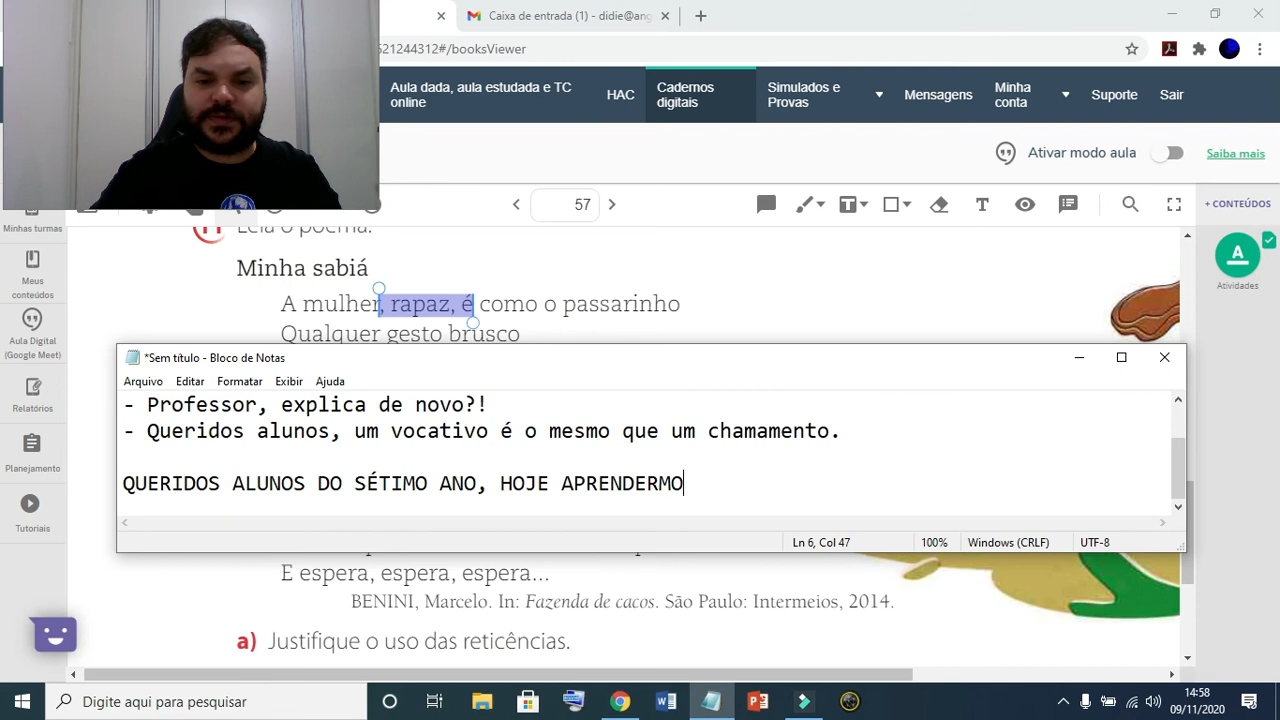 Caixa de entrada (1) - didie@ang
621244312#/booksViewer
Aula dada, aula estudada e TC online
HAC
Cadernos digitais
Simulados e Provas
Mensagens
Minha conta
Suporte
Sair
Ativar modo aula
Saiba mais
57
+ CONTEÚDOS
Minhas turmas
Meus conteúdos
Aula Digital (Google Meet)
Relatórios
Planejamento
Tutoriais
Atividades
11 Leia o poema.
Minha sabiá
A mulher, rapaz, é como o passarinho
Qualquer gesto brusco
*Sem título - Bloco de Notas
Arquivo Editar Formatar Exibir Ajuda
- Professor, explica de novo?!
- Queridos alunos, um vocativo é o mesmo que um chamamento.
QUERIDOS ALUNOS DO SÉTIMO ANO, HOJE APRENDERMO
Ln 6, Col 47 100% Windows (CRLF) UTF-8
E espera, espera, espera...
BENINI, Marcelo. In: Fazenda de cacos. São Paulo: Intermeios, 2014.
a) Justifique o uso das reticências.
Digite aqui para pesquisar
14:58
09/11/2020